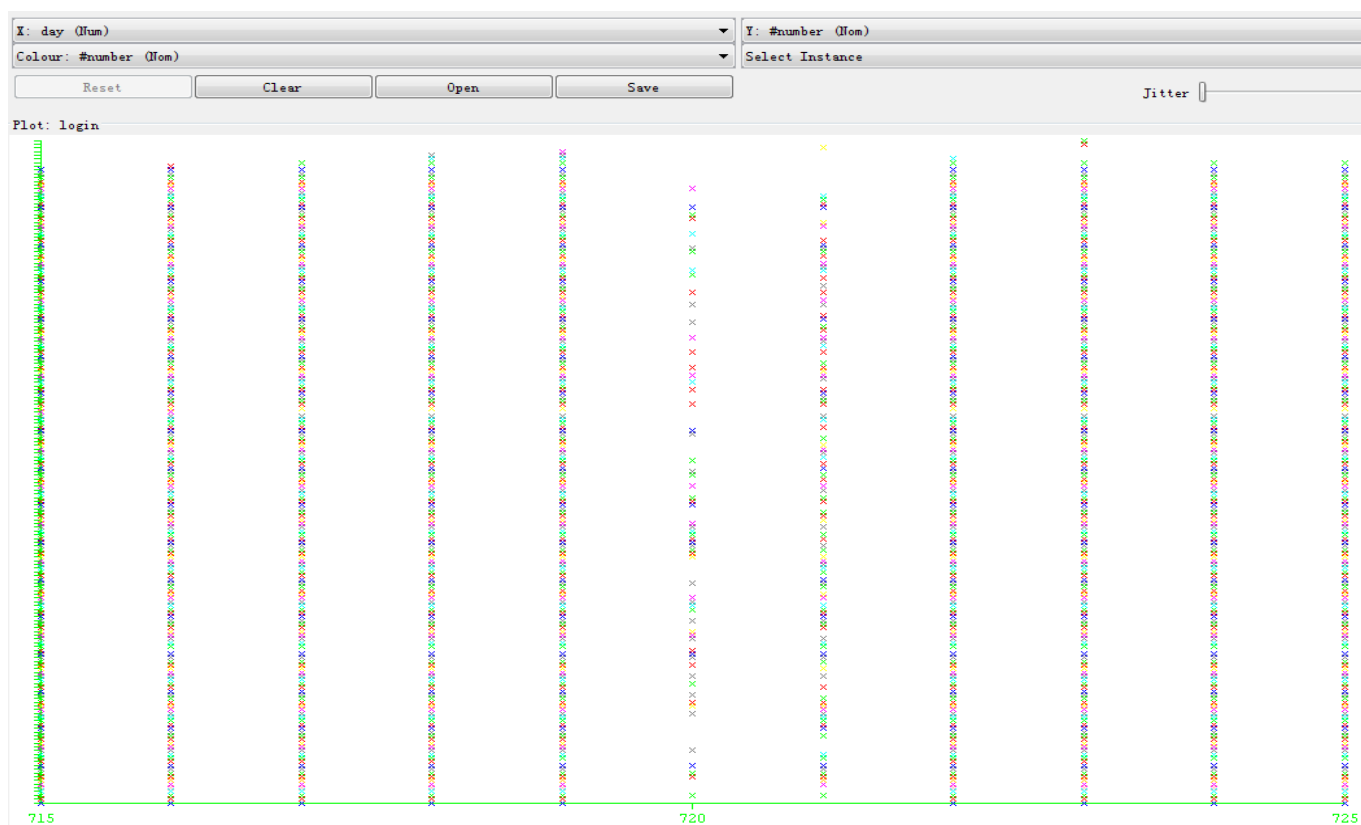 X: day (Num) Y: #number (Nom)
Colour: #number (Nom) Select Instance
Reset Clear Open Save Jitter
Plot: login
715 720 725